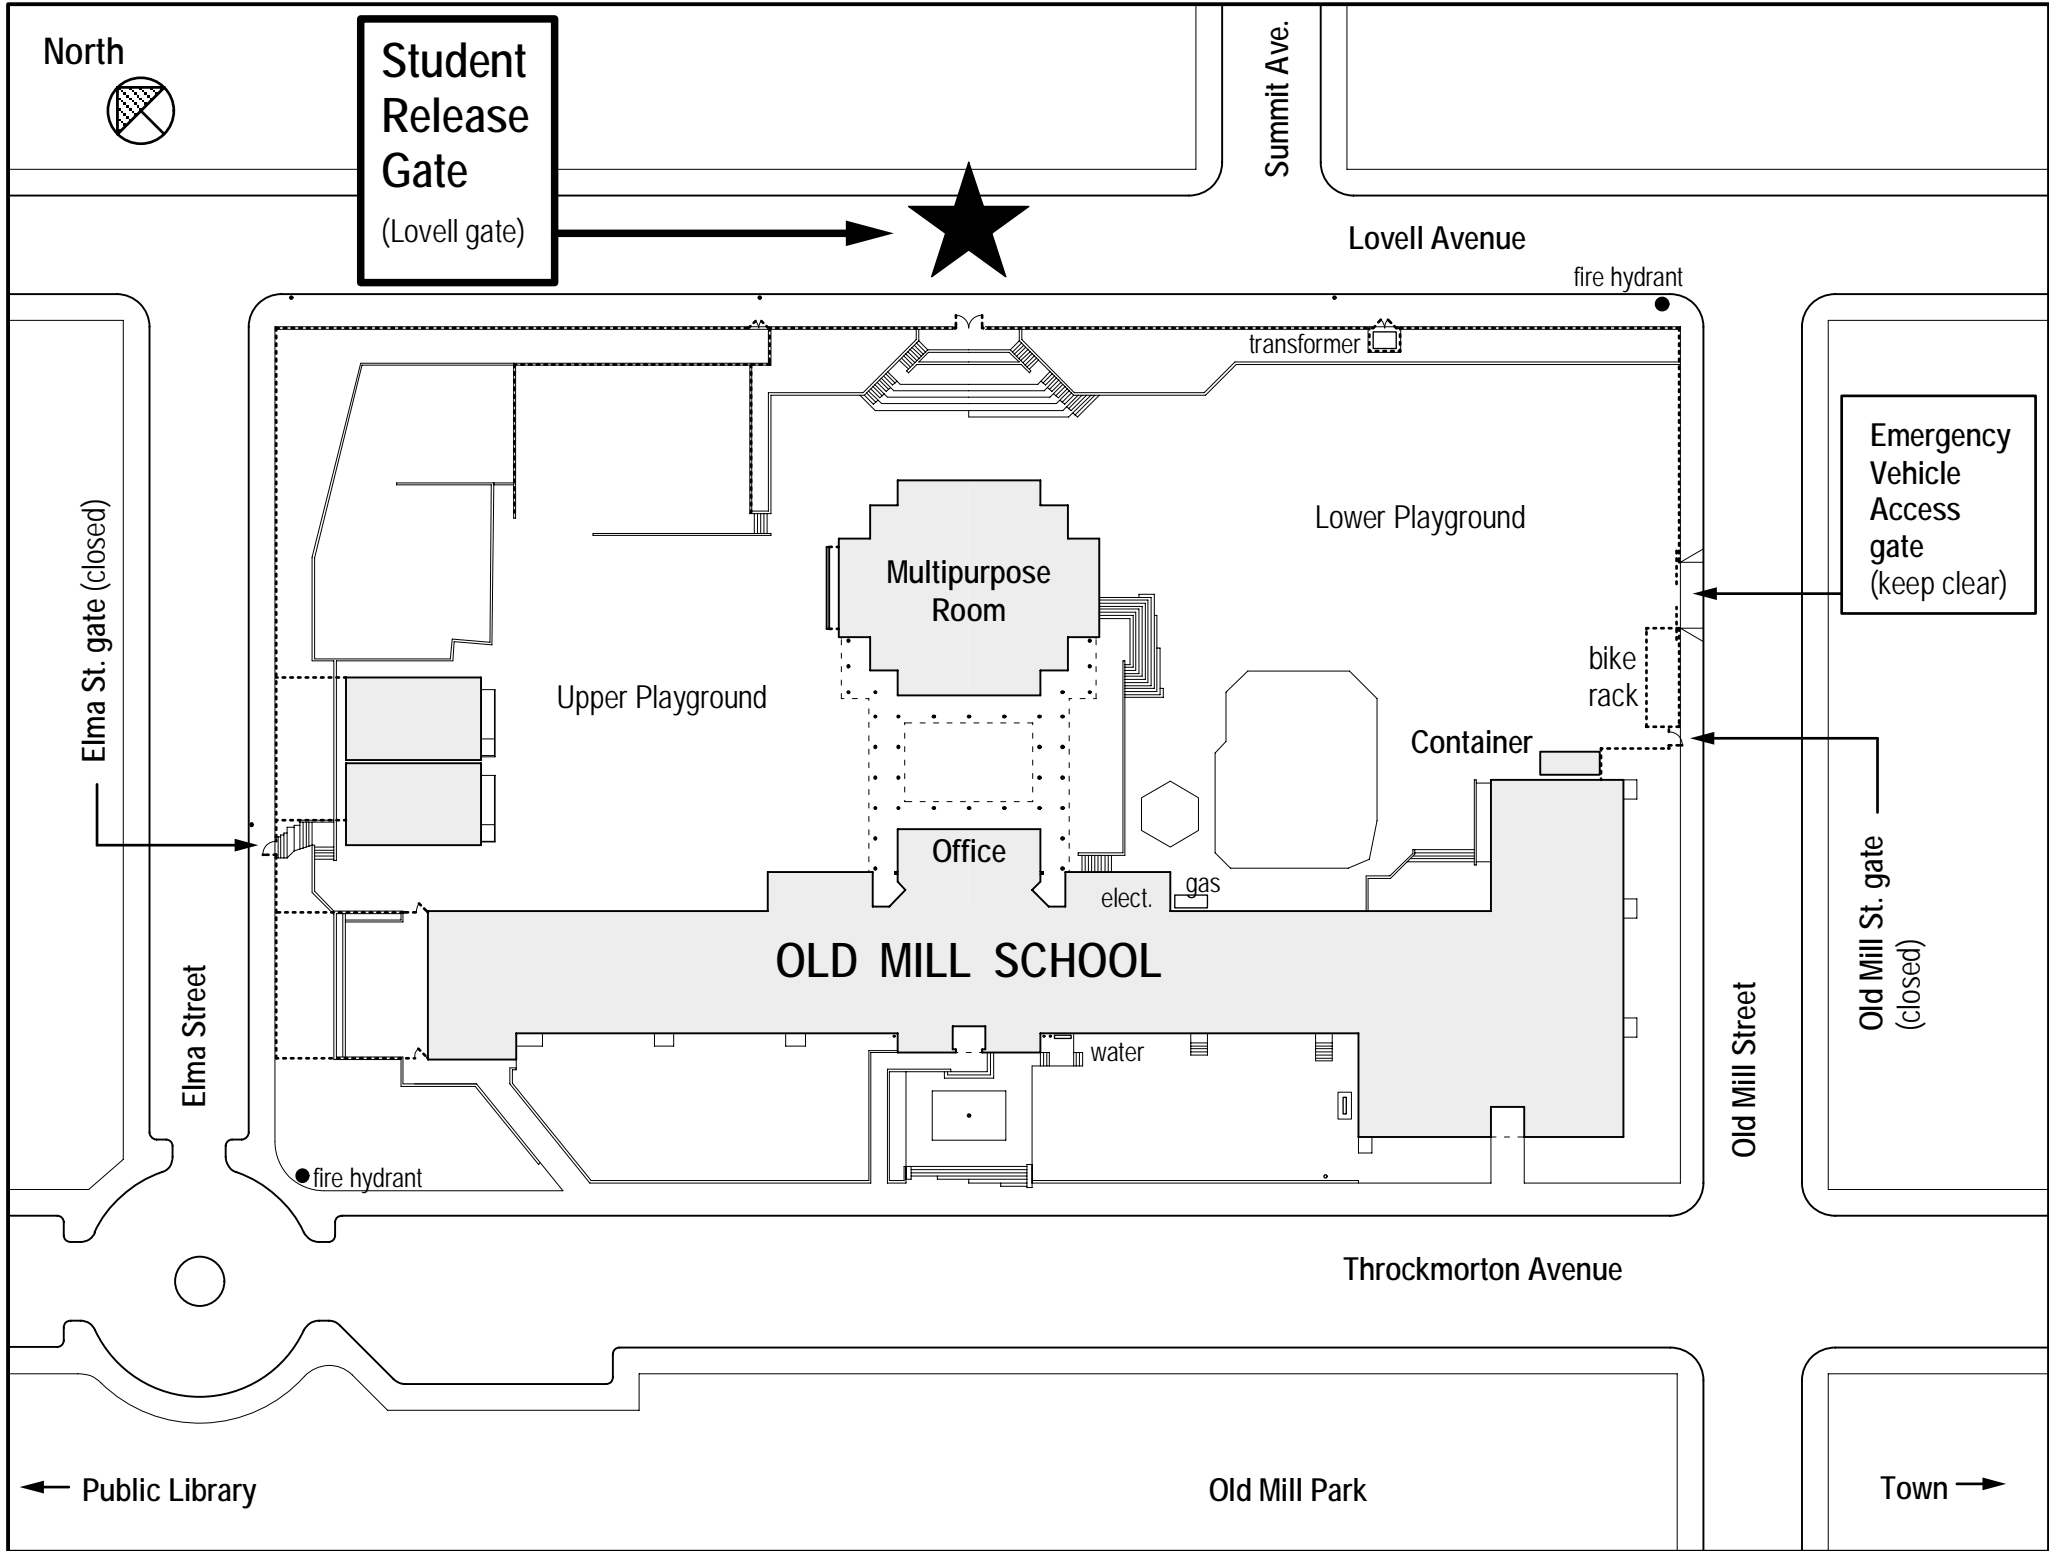 North
Student
Release
Gate
(Lovell gate)
Summit Ave.
Lovell Avenue
fire hydrant
transformer
Emergency
Vehicle
Access
gate
(keep clear)
Lower Playground
Multipurpose
Room
Elma St. gate (closed)
bike
rack
Upper Playground
Container
Office
gas
elect.
Old Mill St. gate
(closed)
OLD MILL SCHOOL
Elma Street
Old Mill Street
water
fire hydrant
Throckmorton Avenue
Public Library
Old Mill Park
Town